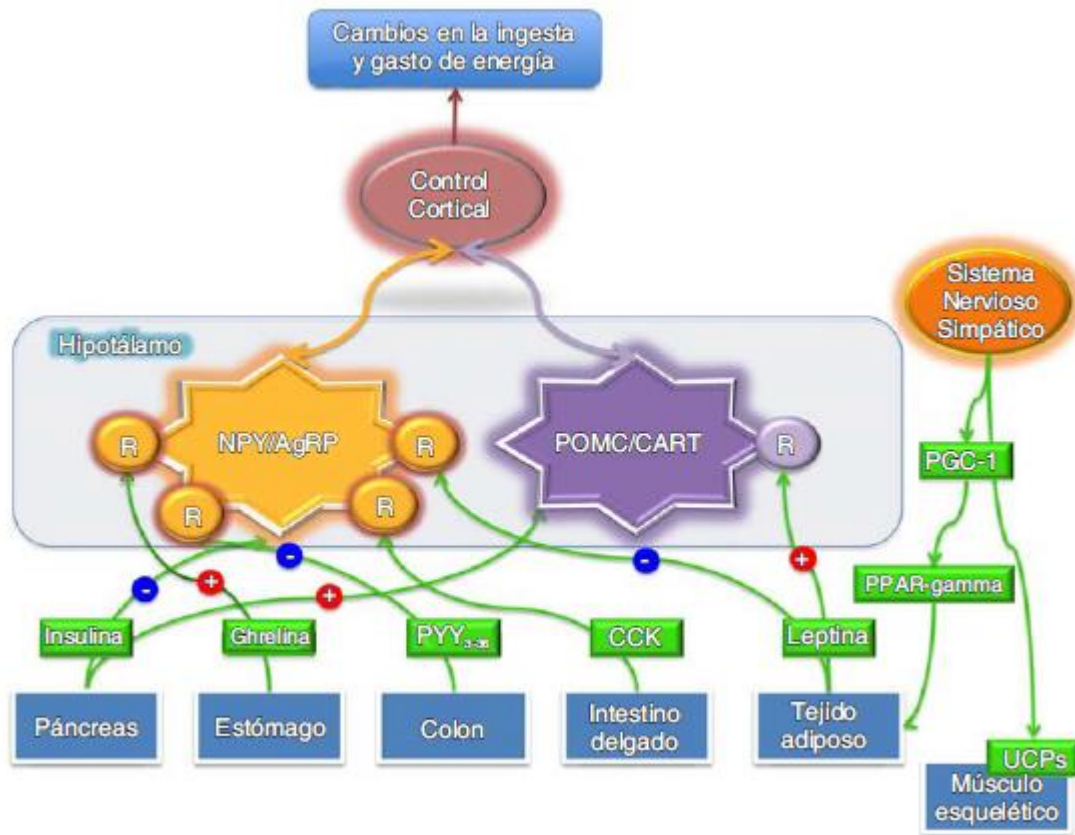 Cambios en la ingesta
y gasto de energía
Control
Cortical
Sistema
Nervioso
Simpático
Hipotálamo
R
NPY/AgRP
R
POMC/CART
R
PGC-1
R
R
-
-
+
+
-
+
PPAR-gamma
Insulina
Ghrelina
PYY3-36
CCK
Leptina
Páncreas
Estómago
Colon
Intestino
delgado
Tejido
adiposo
UCPs
Músculo
esquelético